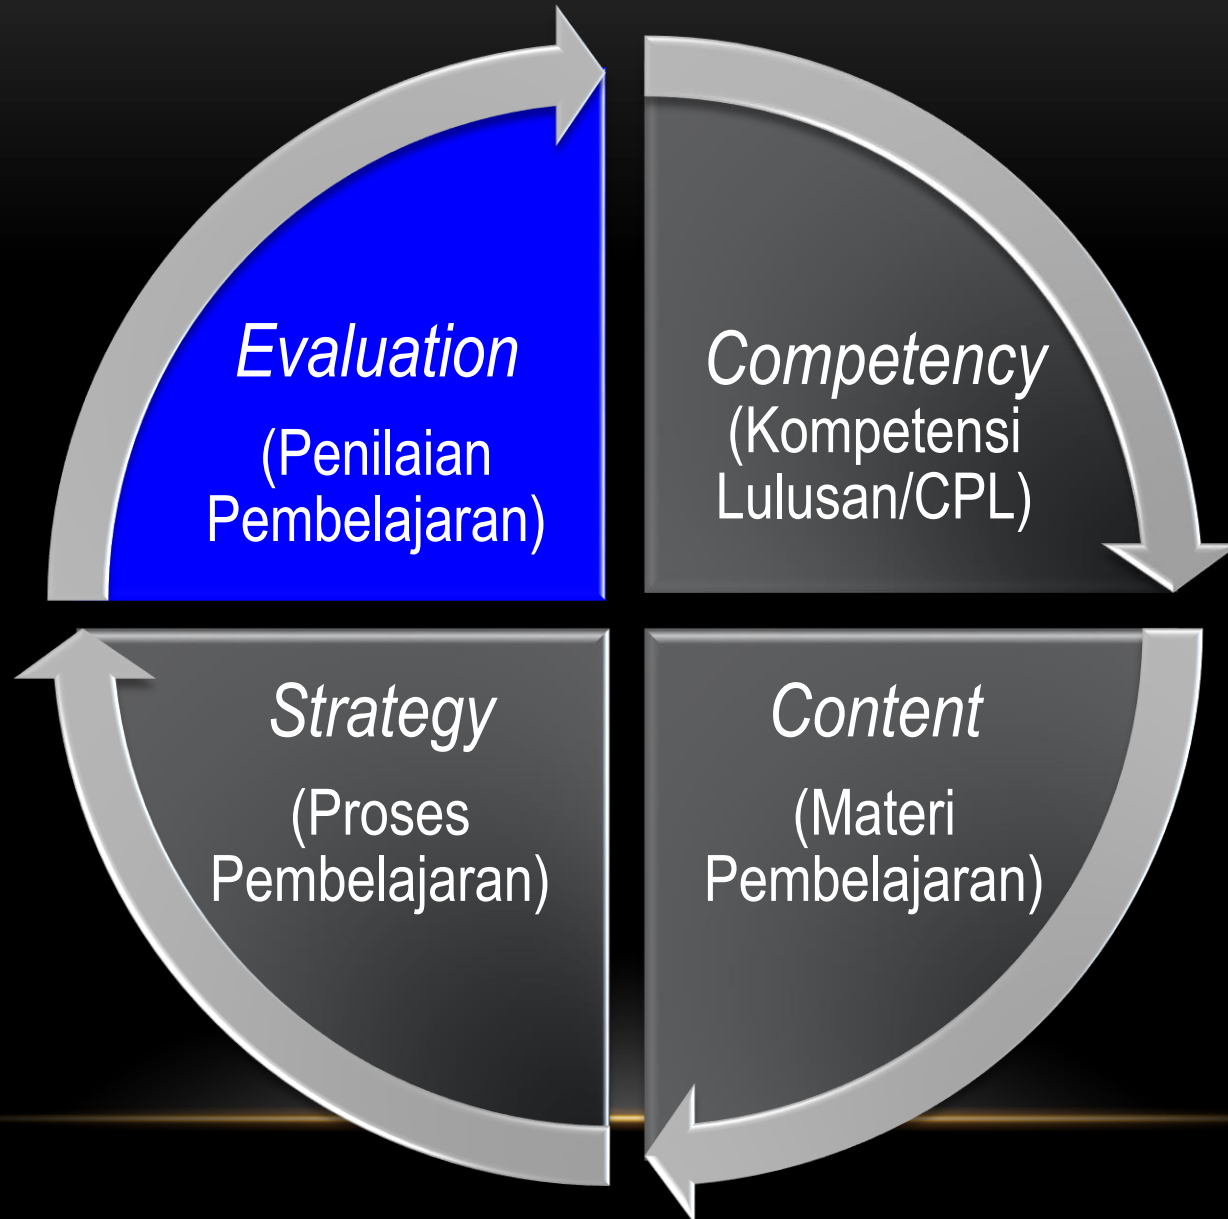 Evaluation
(Penilaian
Pembelajaran)
Competency
(Kompetensi
Lulusan/CPL)
Strategy
(Proses
Pembelajaran)
Content
(Materi
Pembelajaran)